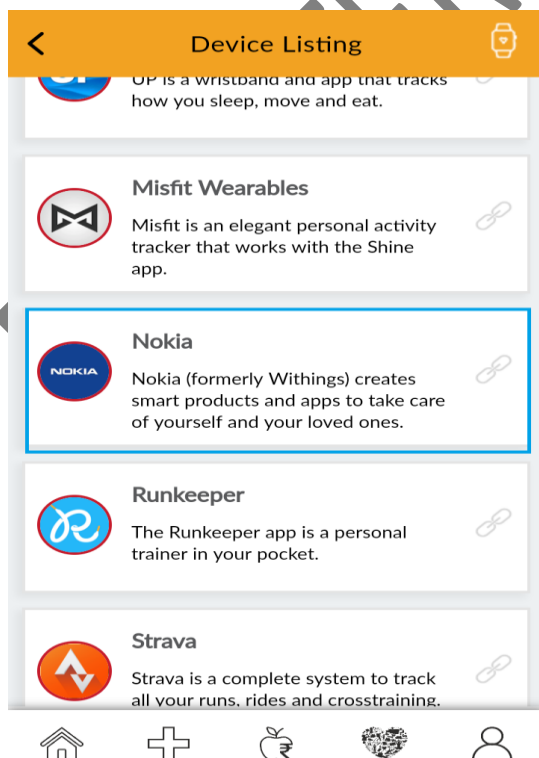 Device Listing
UP is a wristband and app that tracks
how you sleep, move and eat.
Misfit Wearables
Misfit is an elegant personal activity
tracker that works with the Shine
app.
Nokia
NOKIA
Nokia (formerly Withings) creates
smart products and apps to take care
of yourself and your loved ones.
Runkeeper
The Runkeeper app is a personal
trainer in your pocket.
Strava
Strava is a complete system to track
all your runs, rides and crosstraining.